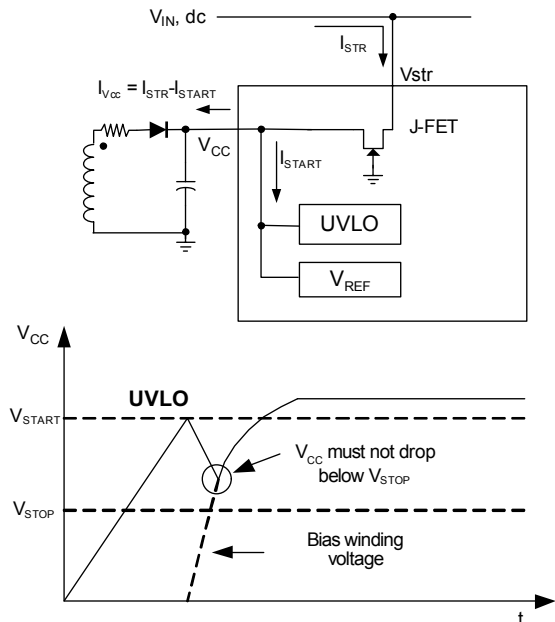 V_IN, dc
I_STR
Vstr
I_Vcc = I_STR-I_START
J-FET
V_CC
I_START
UVLO
V_REF
V_CC
UVLO
V_START
V_CC must not drop
below V_STOP
V_STOP
Bias winding
voltage
t